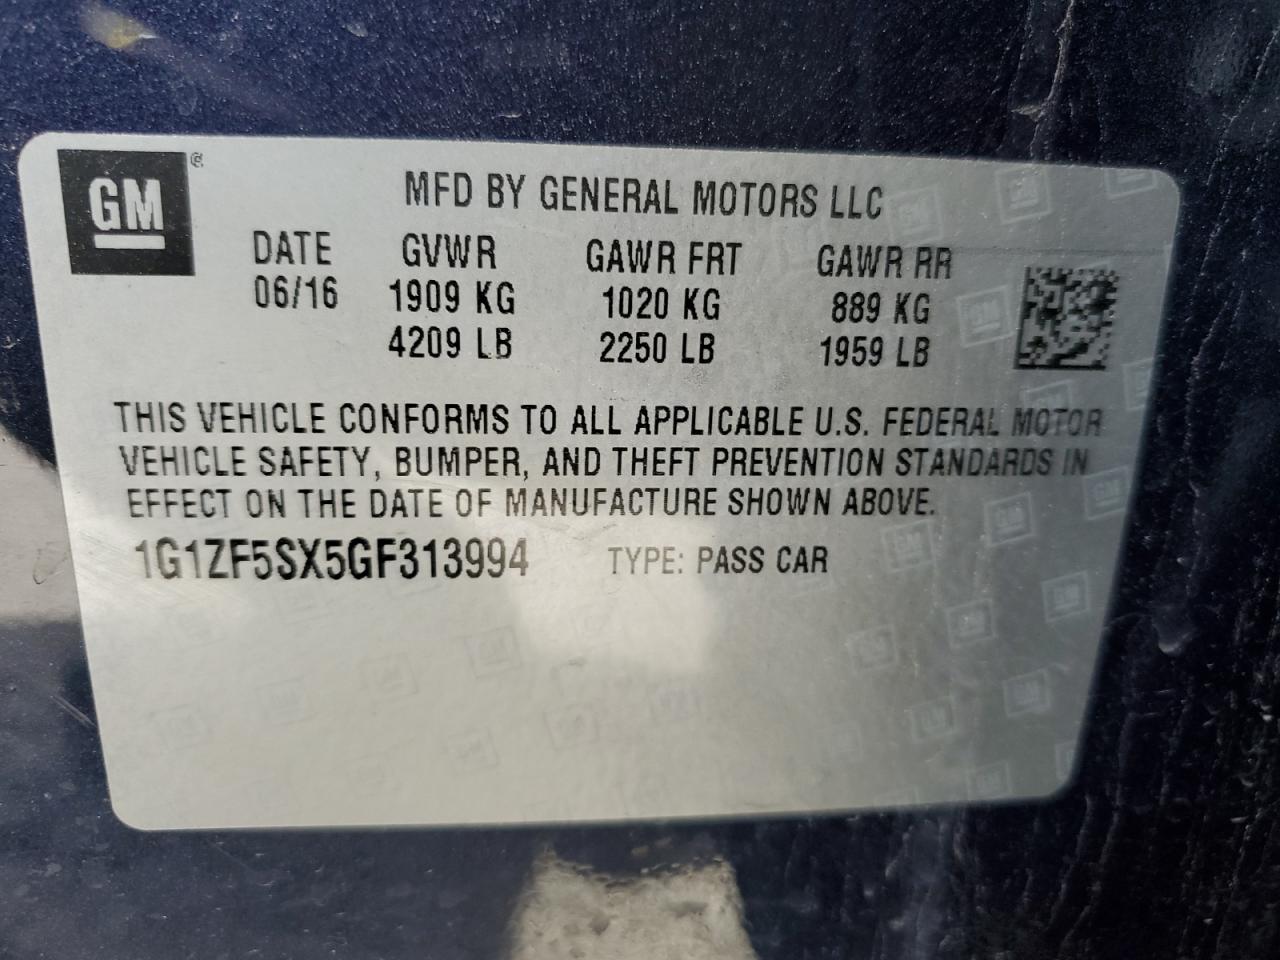 GM
MFD BY GENERAL MOTORS LLC
DATE GVWR GAWR FRT GAWR RR
06/16 1909 KG 1020 KG 889 KG
4209 LB 2250 LB 1959 LB
THIS VEHICLE CONFORMS TO ALL APPLICABLE U.S. FEDERAL MOTOR
VEHICLE SAFETY, BUMPER, AND THEFT PREVENTION STANDARDS IN
EFFECT ON THE DATE OF MANUFACTURE SHOWN ABOVE.
1G1ZF5SX5GF313994 TYPE: PASS CAR